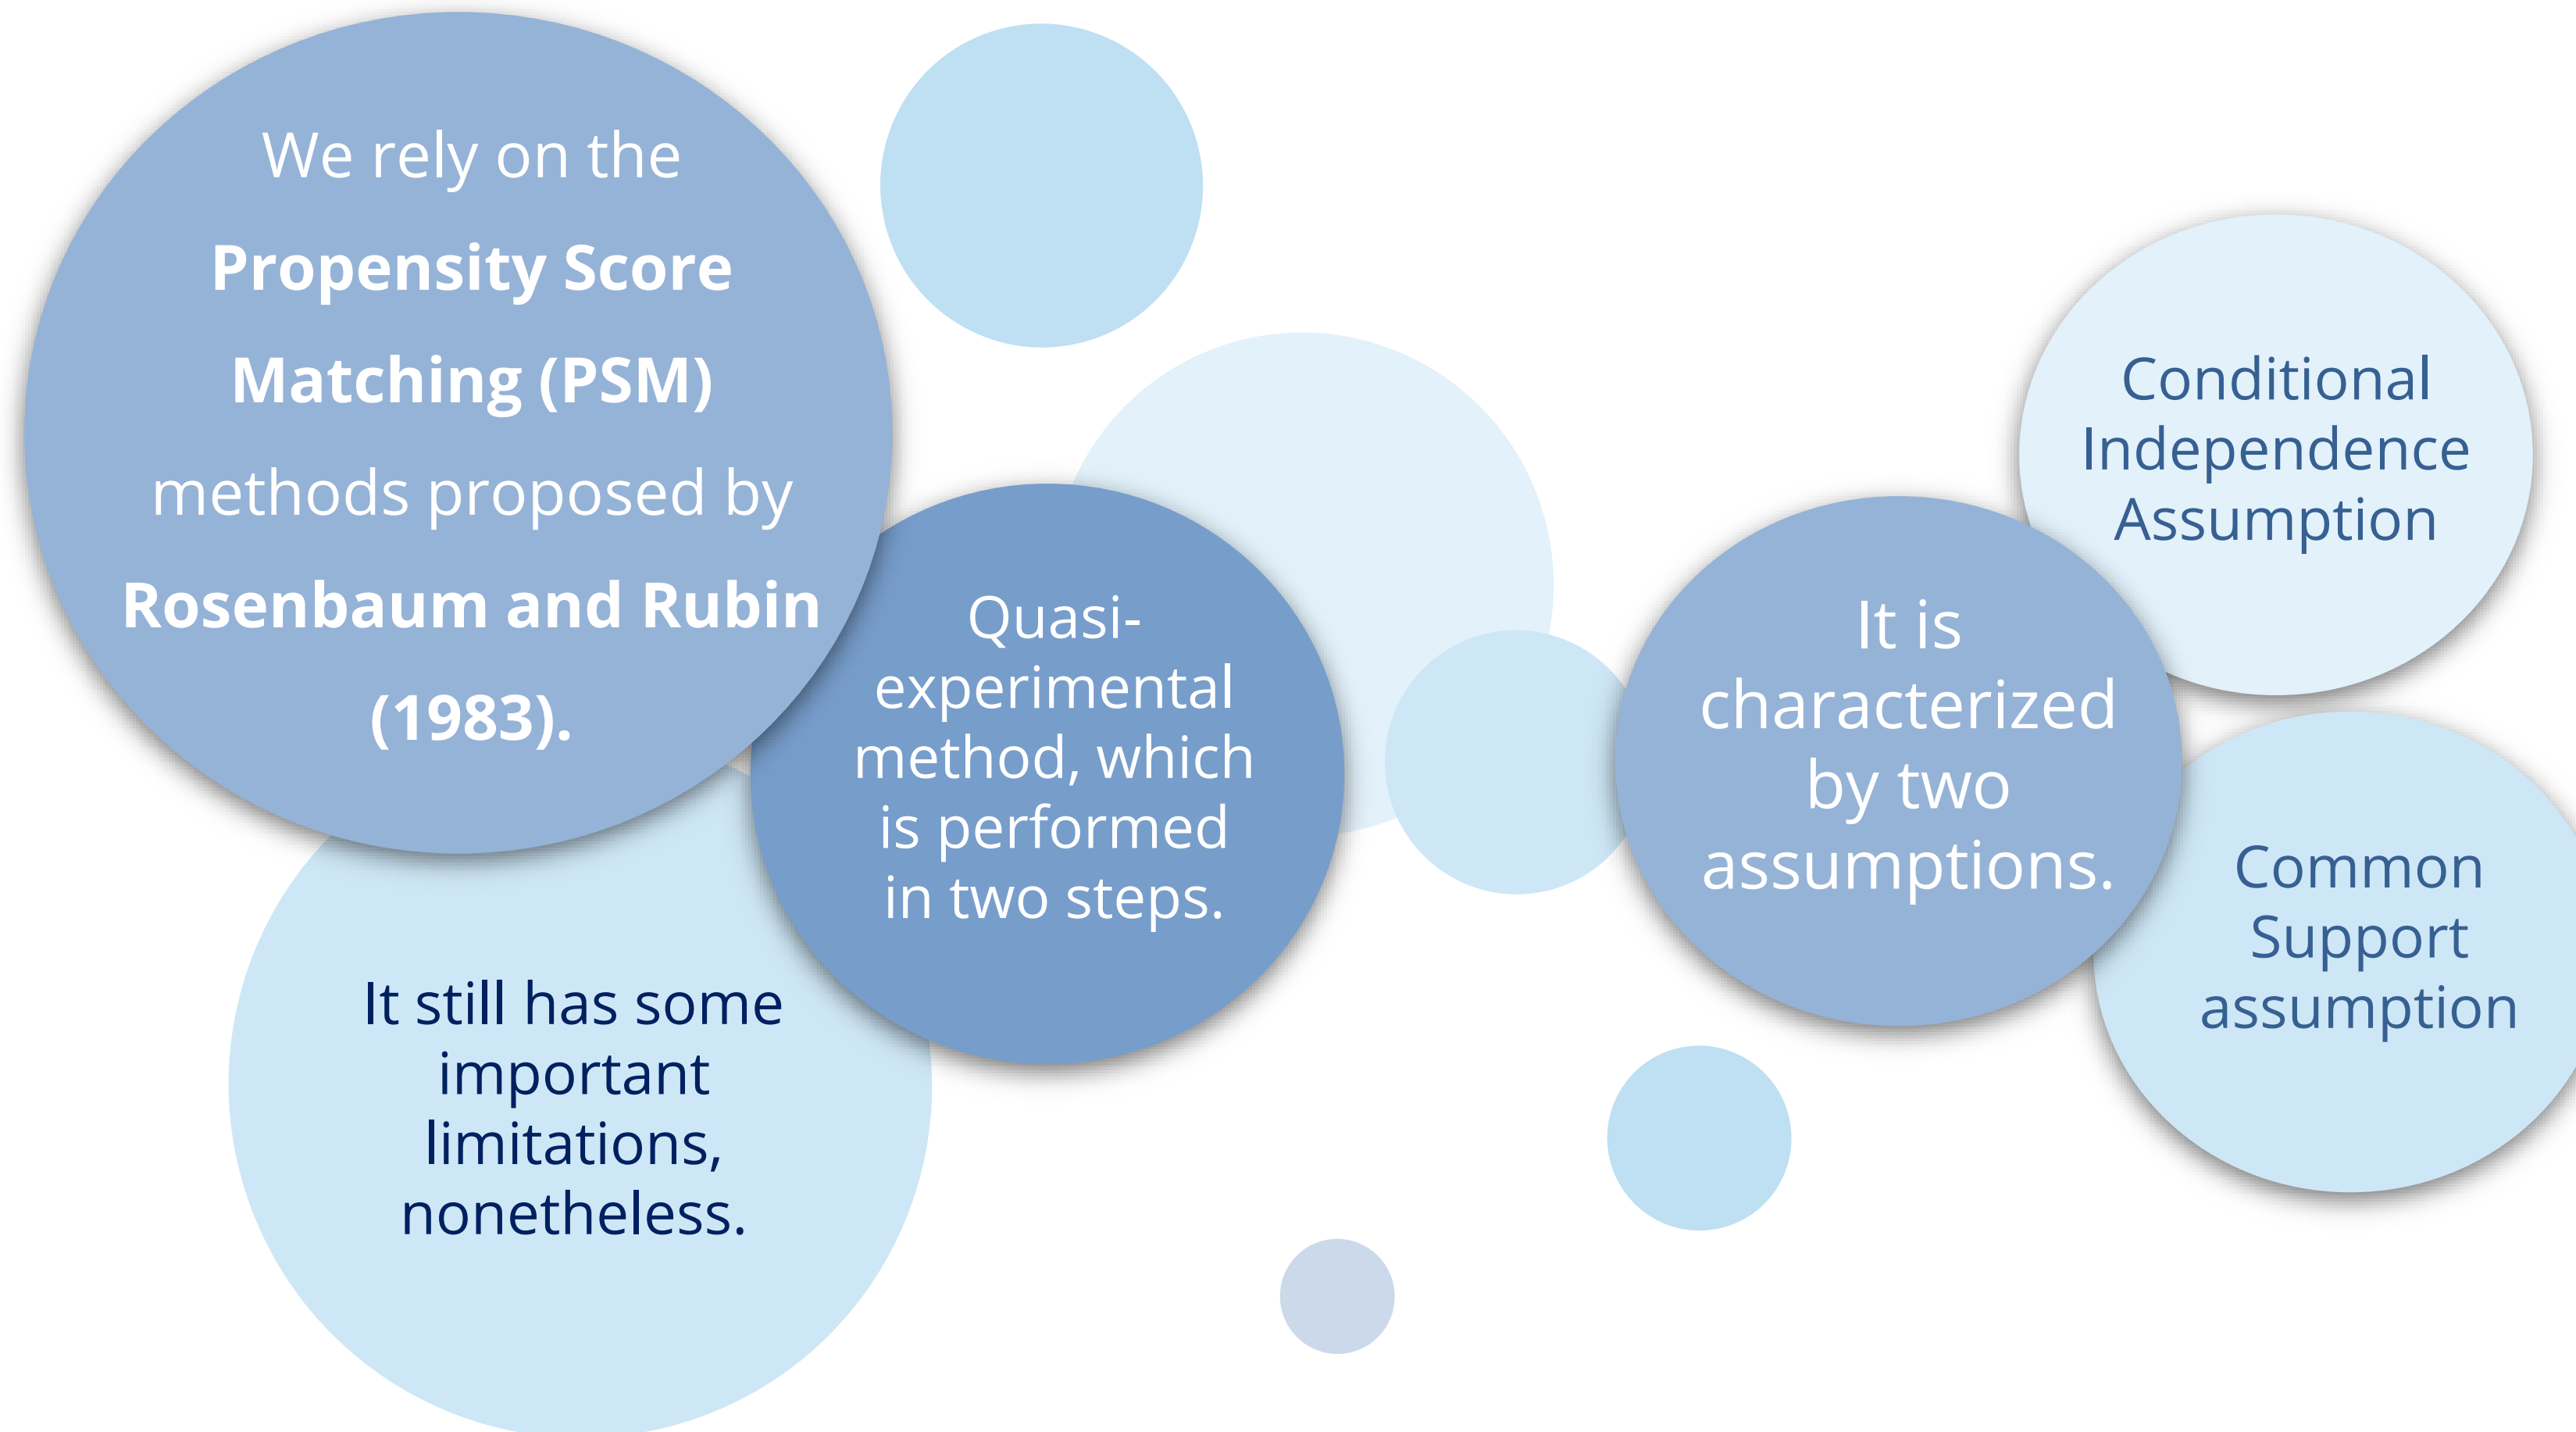 We rely on the
Propensity Score
Matching (PSM)
methods proposed by
Rosenbaum and Rubin
(1983).
Quasi-
experimental
method, which
is performed
in two steps.
It still has some
important
limitations,
nonetheless.
It is
characterized
by two
assumptions.
Conditional
Independence
Assumption
Common
Support
assumption